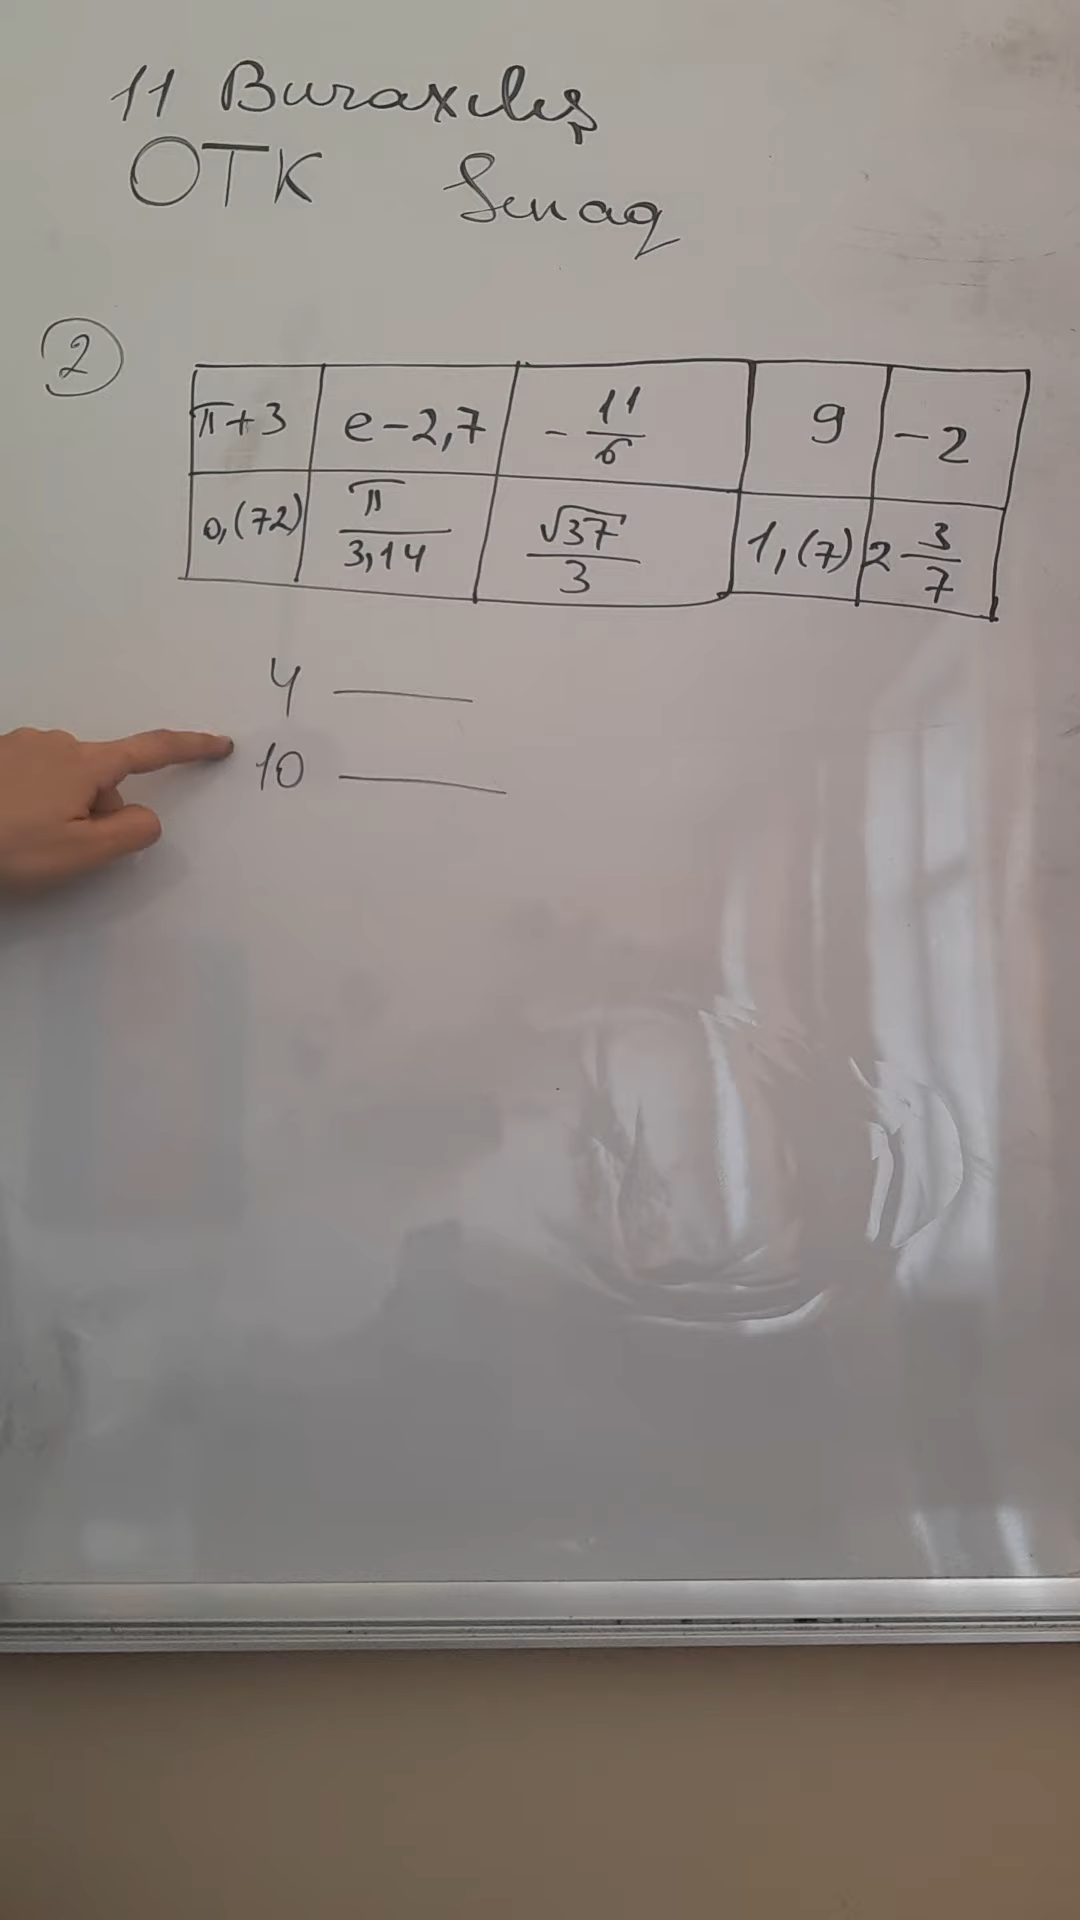 11 Buraxılış
OTK Sınaq
2
π+3 e-2,7 -11/6 9 -2
0,(72) π/3,14 √37/3 1,(7) 2 3/7
4 ___
10 ___